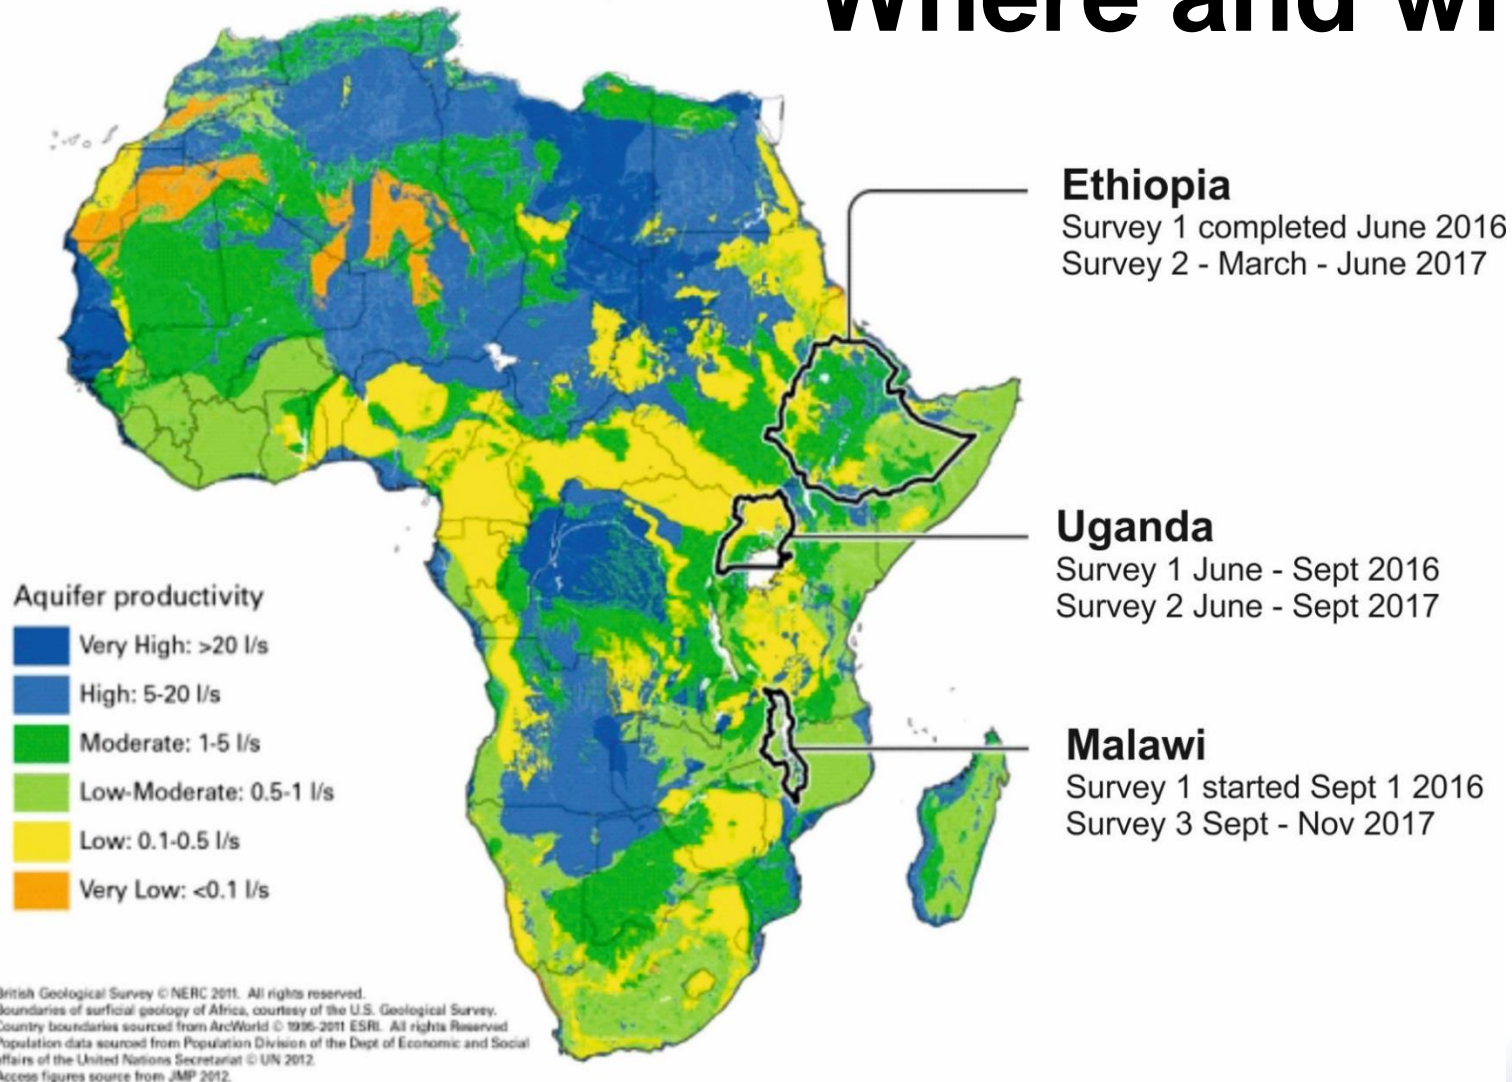 Where and wh
Ethiopia
Survey 1 completed June 2016
Survey 2 - March - June 2017
Uganda
Survey 1 June - Sept 2016
Survey 2 June - Sept 2017
Malawi
Survey 1 started Sept 1 2016
Survey 3 Sept - Nov 2017
Aquifer productivity
Very High: >20 l/s
High: 5-20 l/s
Moderate: 1-5 l/s
Low-Moderate: 0.5-1 l/s
Low: 0.1-0.5 l/s
Very Low: <0.1 l/s
British Geological Survey © NERC 2011. All rights reserved.
Boundaries of surficial geology of Africa, courtesy of the U.S. Geological Survey.
Country boundaries sourced from ArcWorld © 1995-2011 ESRI. All rights Reserved
Population data sourced from Population Division of the Dept of Economic and Social
Affairs of the United Nations Secretariat © UN 2012.
Access figures source from JMP 2012.